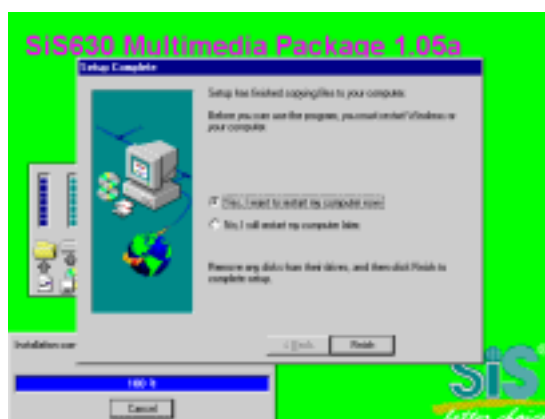 SiS630 Multimedia Package 1.05a
Setup Complete
Setup has finished copying files to your computer.
Before you can use the program, you must restart Windows or
your computer.
Yes, I want to restart my computer now.
No, I will restart my computer later.
Remove any disks from their drives, and then click Finish to
complete setup.
< Back
Finish
Installation
100 %
Cancel
SiS